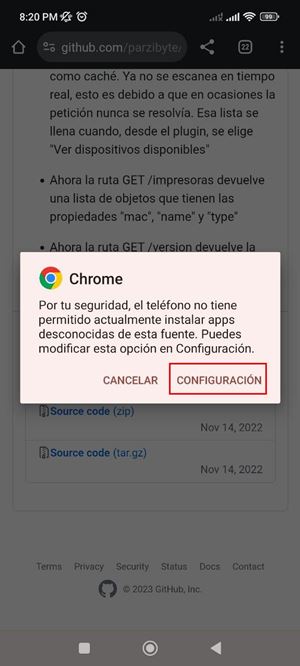 8:20 PM
99
github.com/parzibyte/
22
como caché. Ya no se escanea en tiempo
real, esto es debido a que en ocasiones la
petición nunca se resolvía. Esa lista se
llena cuando, desde el plugin, se elige
"Ver dispositivos disponibles"
Ahora la ruta GET /impresoras devuelve
una lista de objetos que tienen las
propiedades "mac", "name" y "type"
Ahora la ruta GET /version devuelve la
Chrome
Por tu seguridad, el teléfono no tiene
permitido actualmente instalar apps
desconocidas de esta fuente. Puedes
modificar esta opción en Configuración.
CANCELAR CONFIGURACIÓN
Source code (zip)
Nov 14, 2022
Source code (tar.gz)
Nov 14, 2022
Terms Privacy Security Status Docs Contact
© 2023 GitHub, Inc.